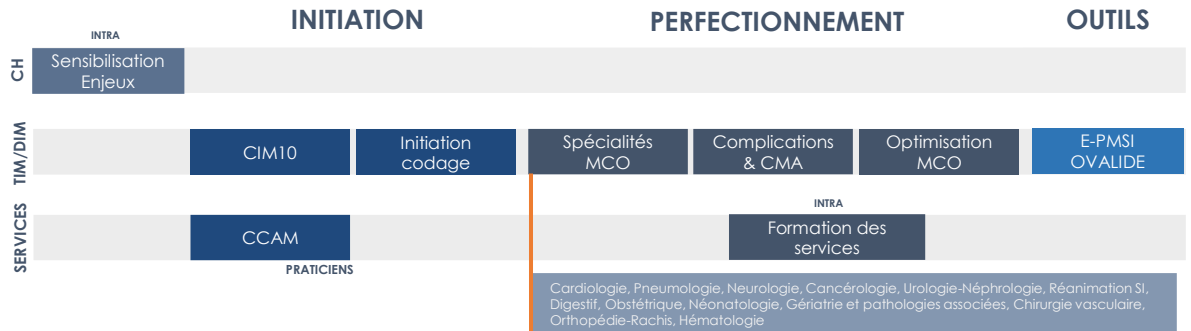 INITIATION
PERFECTIONNEMENT
OUTILS
INTRA
CH
Sensibilisation
Enjeux
TIM/DIM
CIM10
Initiation
codage
Spécialités
MCO
Complications
& CMA
Optimisation
MCO
E-PMSI
OVALIDE
SERVICES
CCAM
PRATICIENS
INTRA
Formation des
services
Cardiologie, Pneumologie, Neurologie, Cancérologie, Urologie-Néphrologie, Réanimation SI,
Digestif, Obstétrique, Néonatologie, Gériatrie et pathologies associées, Chirurgie vasculaire,
Orthopédie-Rachis, Hématologie